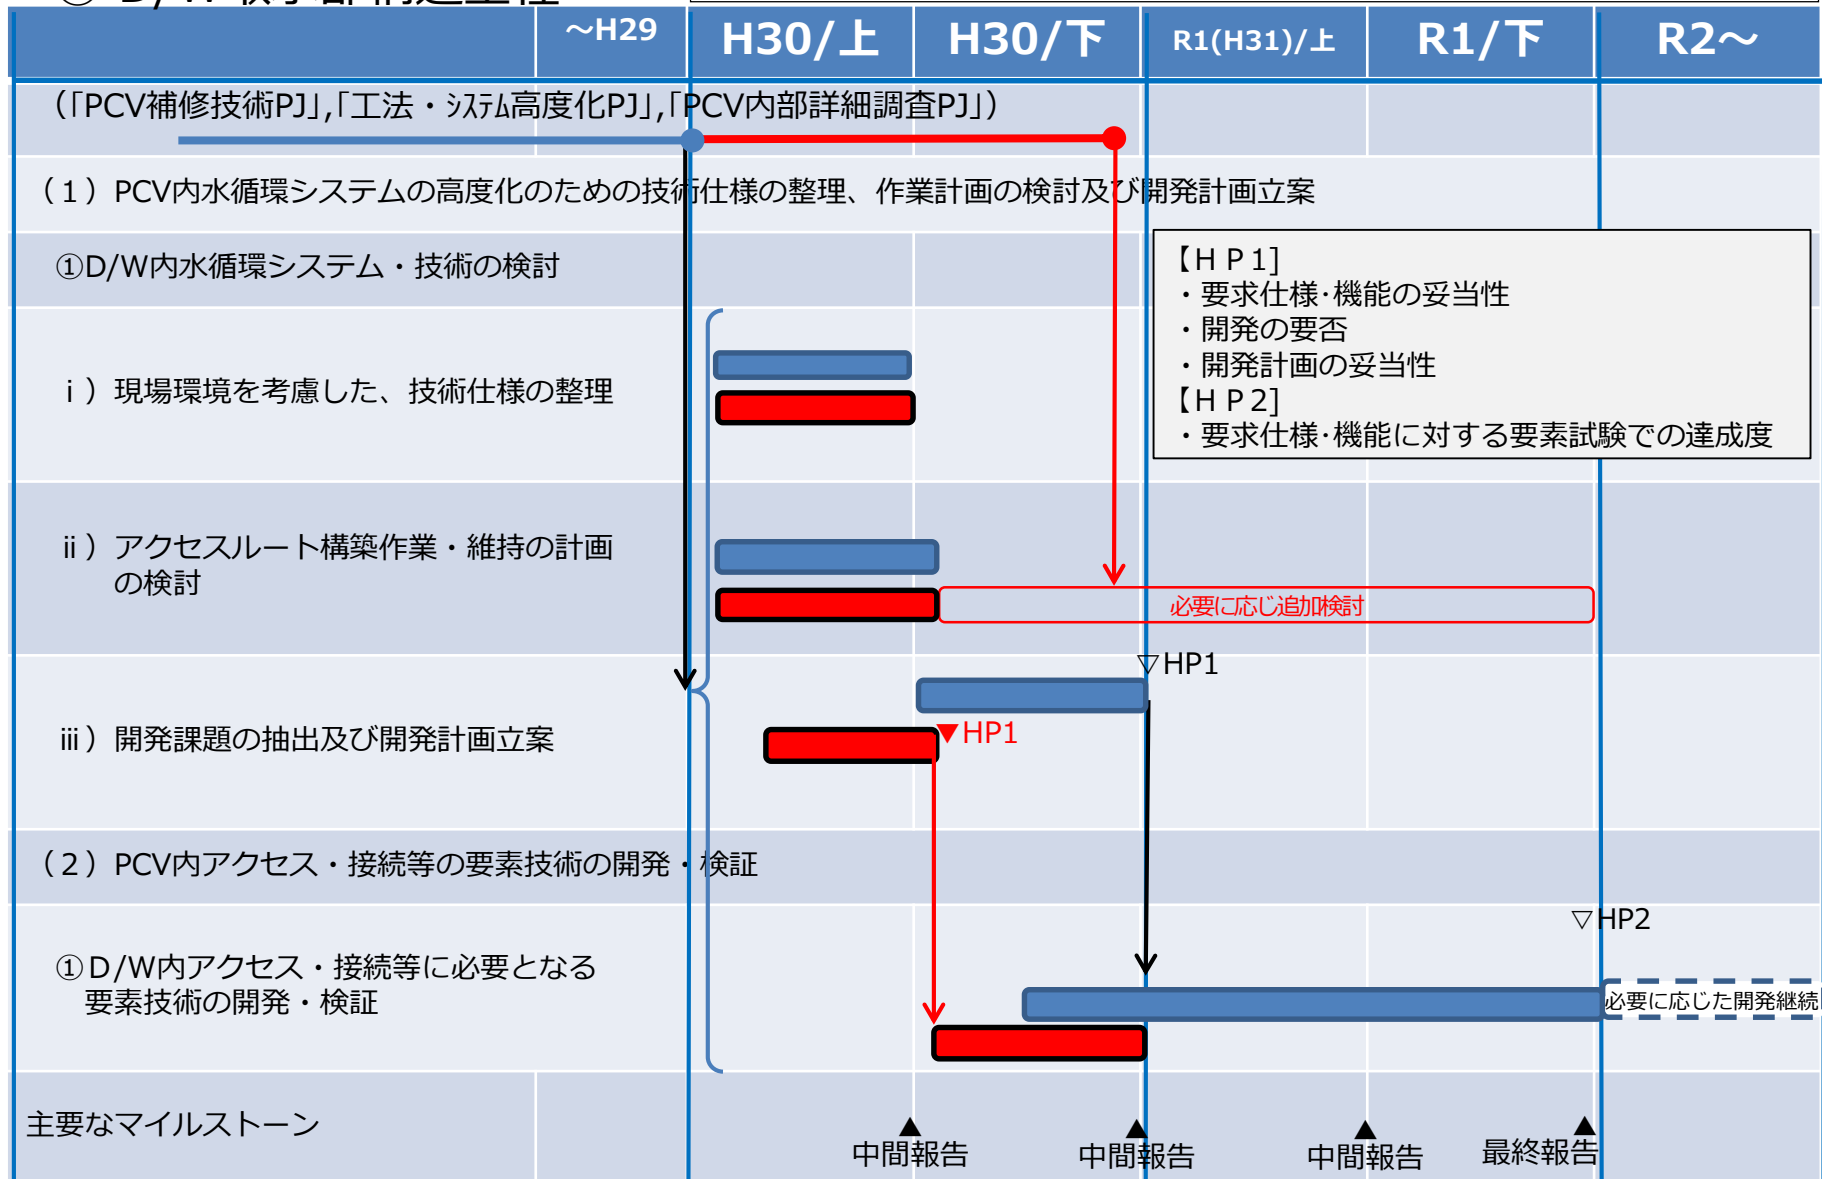 ～H29
H30/上
H30/下
R1(H31)/上
R1/下
R2～
（「PCV補修技術PJ」,「工法・ｼｽﾃﾑ高度化PJ」,「PCV内部詳細調査PJ」）
（１）PCV内水循環システムの高度化のための技術仕様の整理、作業計画の検討及び開発計画立案
①D/W内水循環システム・技術の検討
【ＨＰ1]
・要求仕様･機能の妥当性
・開発の要否
・開発計画の妥当性
【ＨＰ2]
・要求仕様･機能に対する要素試験での達成度
ⅰ）現場環境を考慮した、技術仕様の整理
ⅱ）アクセスルート構築作業・維持の計画
の検討
必要に応じ追加検討
▽HP1
ⅲ）開発課題の抽出及び開発計画立案
▼HP1
（２）PCV内アクセス・接続等の要素技術の開発・検証
▽HP2
①Ｄ/W内アクセス・接続等に必要となる
要素技術の開発・検証
必要に応じた開発継続
主要なマイルストーン
▲
中間報告
▲
中間報告
▲
中間報告
▲
最終報告